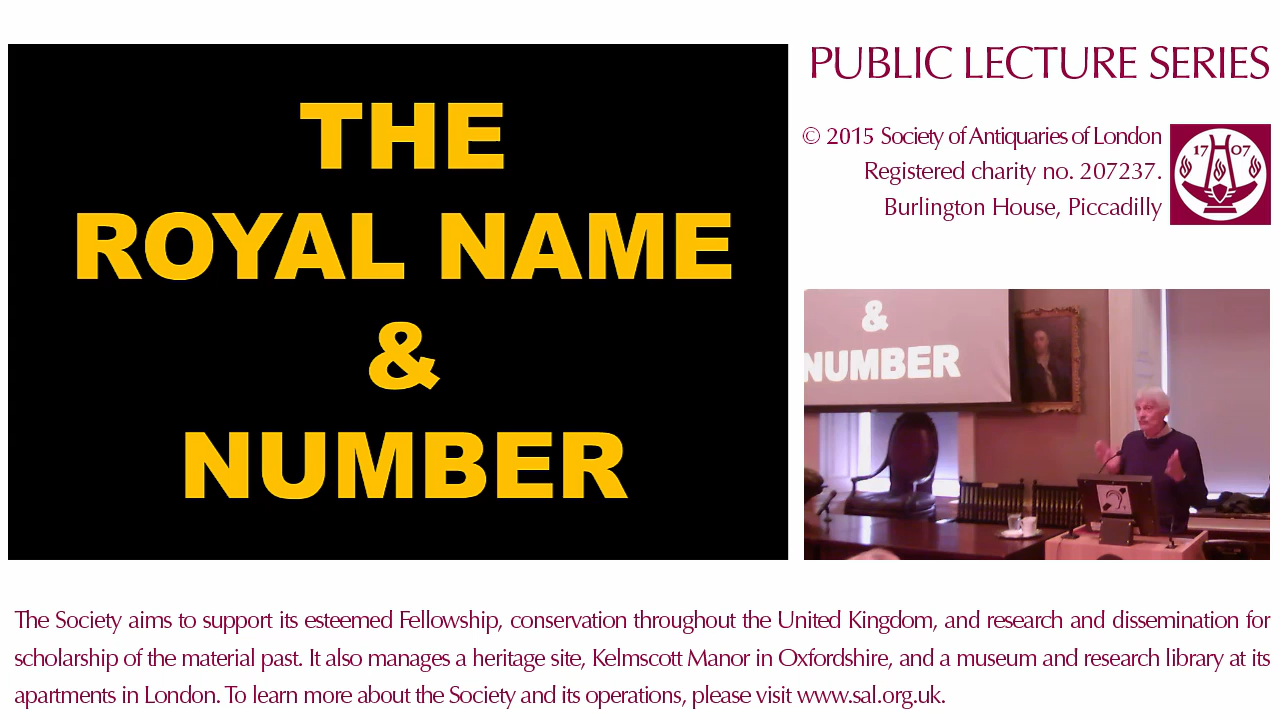 THE
ROYAL NAME
&
NUMBER
PUBLIC LECTURE SERIES
© 2015 Society of Antiquaries of London
Registered charity no. 207237.
Burlington House, Piccadilly
17 07
&
NUMBER
The Society aims to support its esteemed Fellowship, conservation throughout the United Kingdom, and research and dissemination for
scholarship of the material past. It also manages a heritage site, Kelmscott Manor in Oxfordshire, and a museum and research library at its
apartments in London. To learn more about the Society and its operations, please visit www.sal.org.uk.